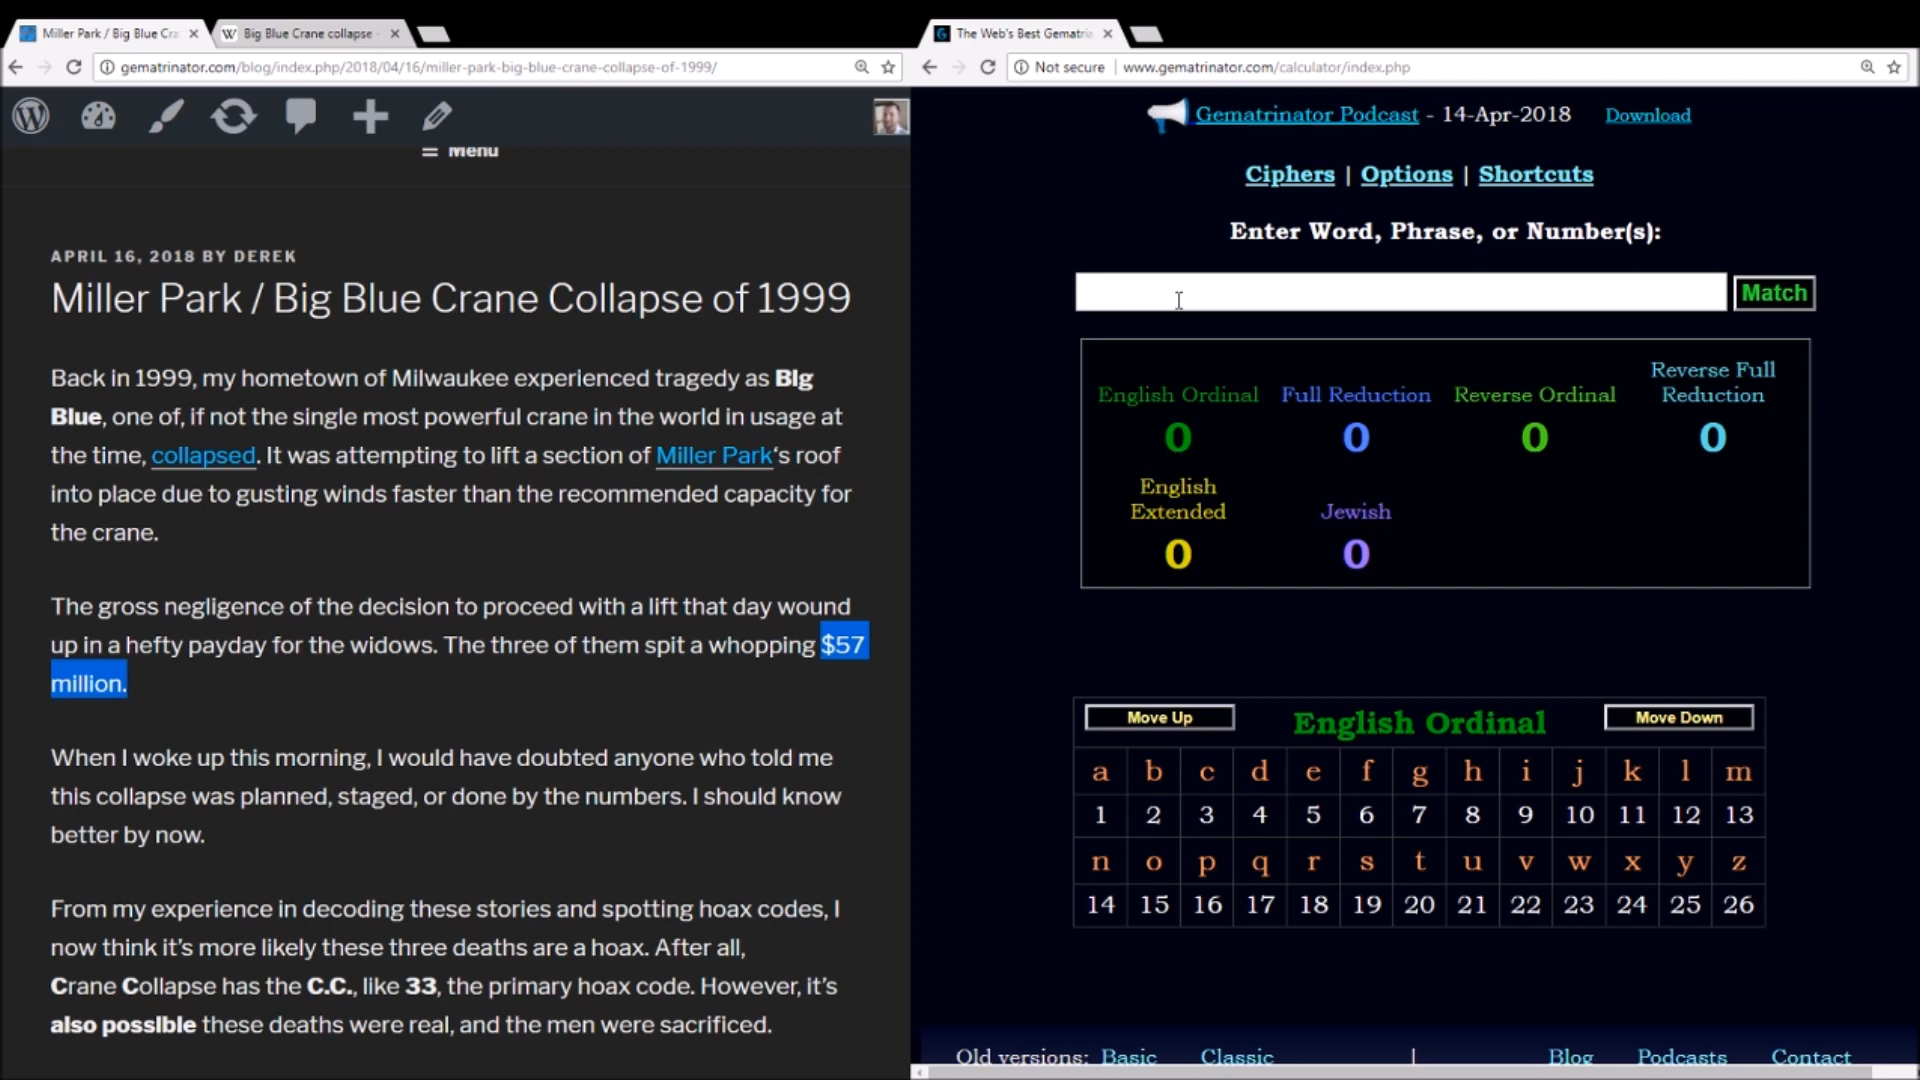 Miller Park / Big Blue Cra
Big Blue Crane collapse -
The Web's Best Gematria
gematrinator.com/blog/index.php/2018/04/16/miller-park-big-blue-crane-collapse-of-1999/
Not secure | www.gematrinator.com/calculator/index.php
Menu
APRIL 16, 2018 BY DEREK
Miller Park / Big Blue Crane Collapse of 1999
Back in 1999, my hometown of Milwaukee experienced tragedy as BIg
Blue, one of, if not the single most powerful crane in the world in usage at
the time, collapsed. It was attempting to lift a section of Miller Park‘s roof
into place due to gusting winds faster than the recommended capacity for
the crane.
The gross negligence of the decision to proceed with a lift that day wound
up in a hefty payday for the widows. The three of them spit a whopping $57
million.
When I woke up this morning, I would have doubted anyone who told me
this collapse was planned, staged, or done by the numbers. I should know
better by now.
From my experience in decoding these stories and spotting hoax codes, I
now think it’s more likely these three deaths are a hoax. After all,
Crane Collapse has the C.C., like 33, the primary hoax code. However, it’s
also possIble these deaths were real, and the men were sacrificed.
Gematrinator Podcast - 14-Apr-2018 Download
Ciphers | Options | Shortcuts
Enter Word, Phrase, or Number(s):
Match
English Ordinal Full Reduction Reverse Ordinal Reverse Full
Reduction
0 0 0 0
English
Extended Jewish
0 0
Move Up English Ordinal Move Down
a b c d e f g h i j k l m
1 2 3 4 5 6 7 8 9 10 11 12 13
n o p q r s t u v w x y z
14 15 16 17 18 19 20 21 22 23 24 25 26
Old versions: Basic Classic | Blog Podcasts Contact